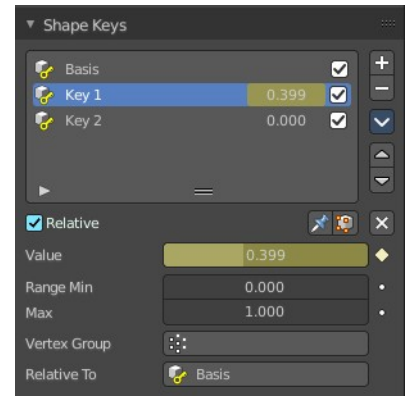 Shape Keys
Basis
Key 1 0.399
Key 2 0.000
Relative
Value 0.399
Range Min 0.000
Max 1.000
Vertex Group
Relative To Basis